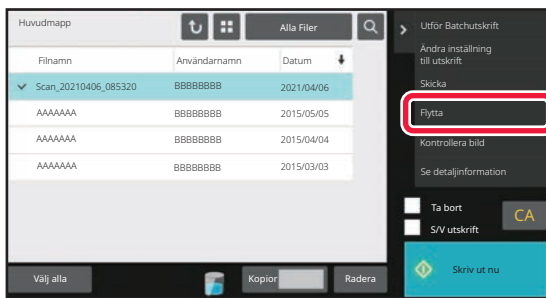 Huvudmapp
Alla Filer
Filnamn Användarnamn Datum
Scan_20210406_085320 BBBBBBBB 2021/04/06
AAAAAAA BBBBBBBB 2015/05/05
AAAAAAA BBBBBBBB 2015/04/04
AAAAAAA BBBBBBBB 2015/03/03
Välj alla
Kopior
Radera
Utför Batchutskrift
Ändra inställning
till utskrift
Skicka
Flytta
Kontrollera bild
Se detaljinformation
Ta bort
S/V utskrift
CA
Skriv ut nu